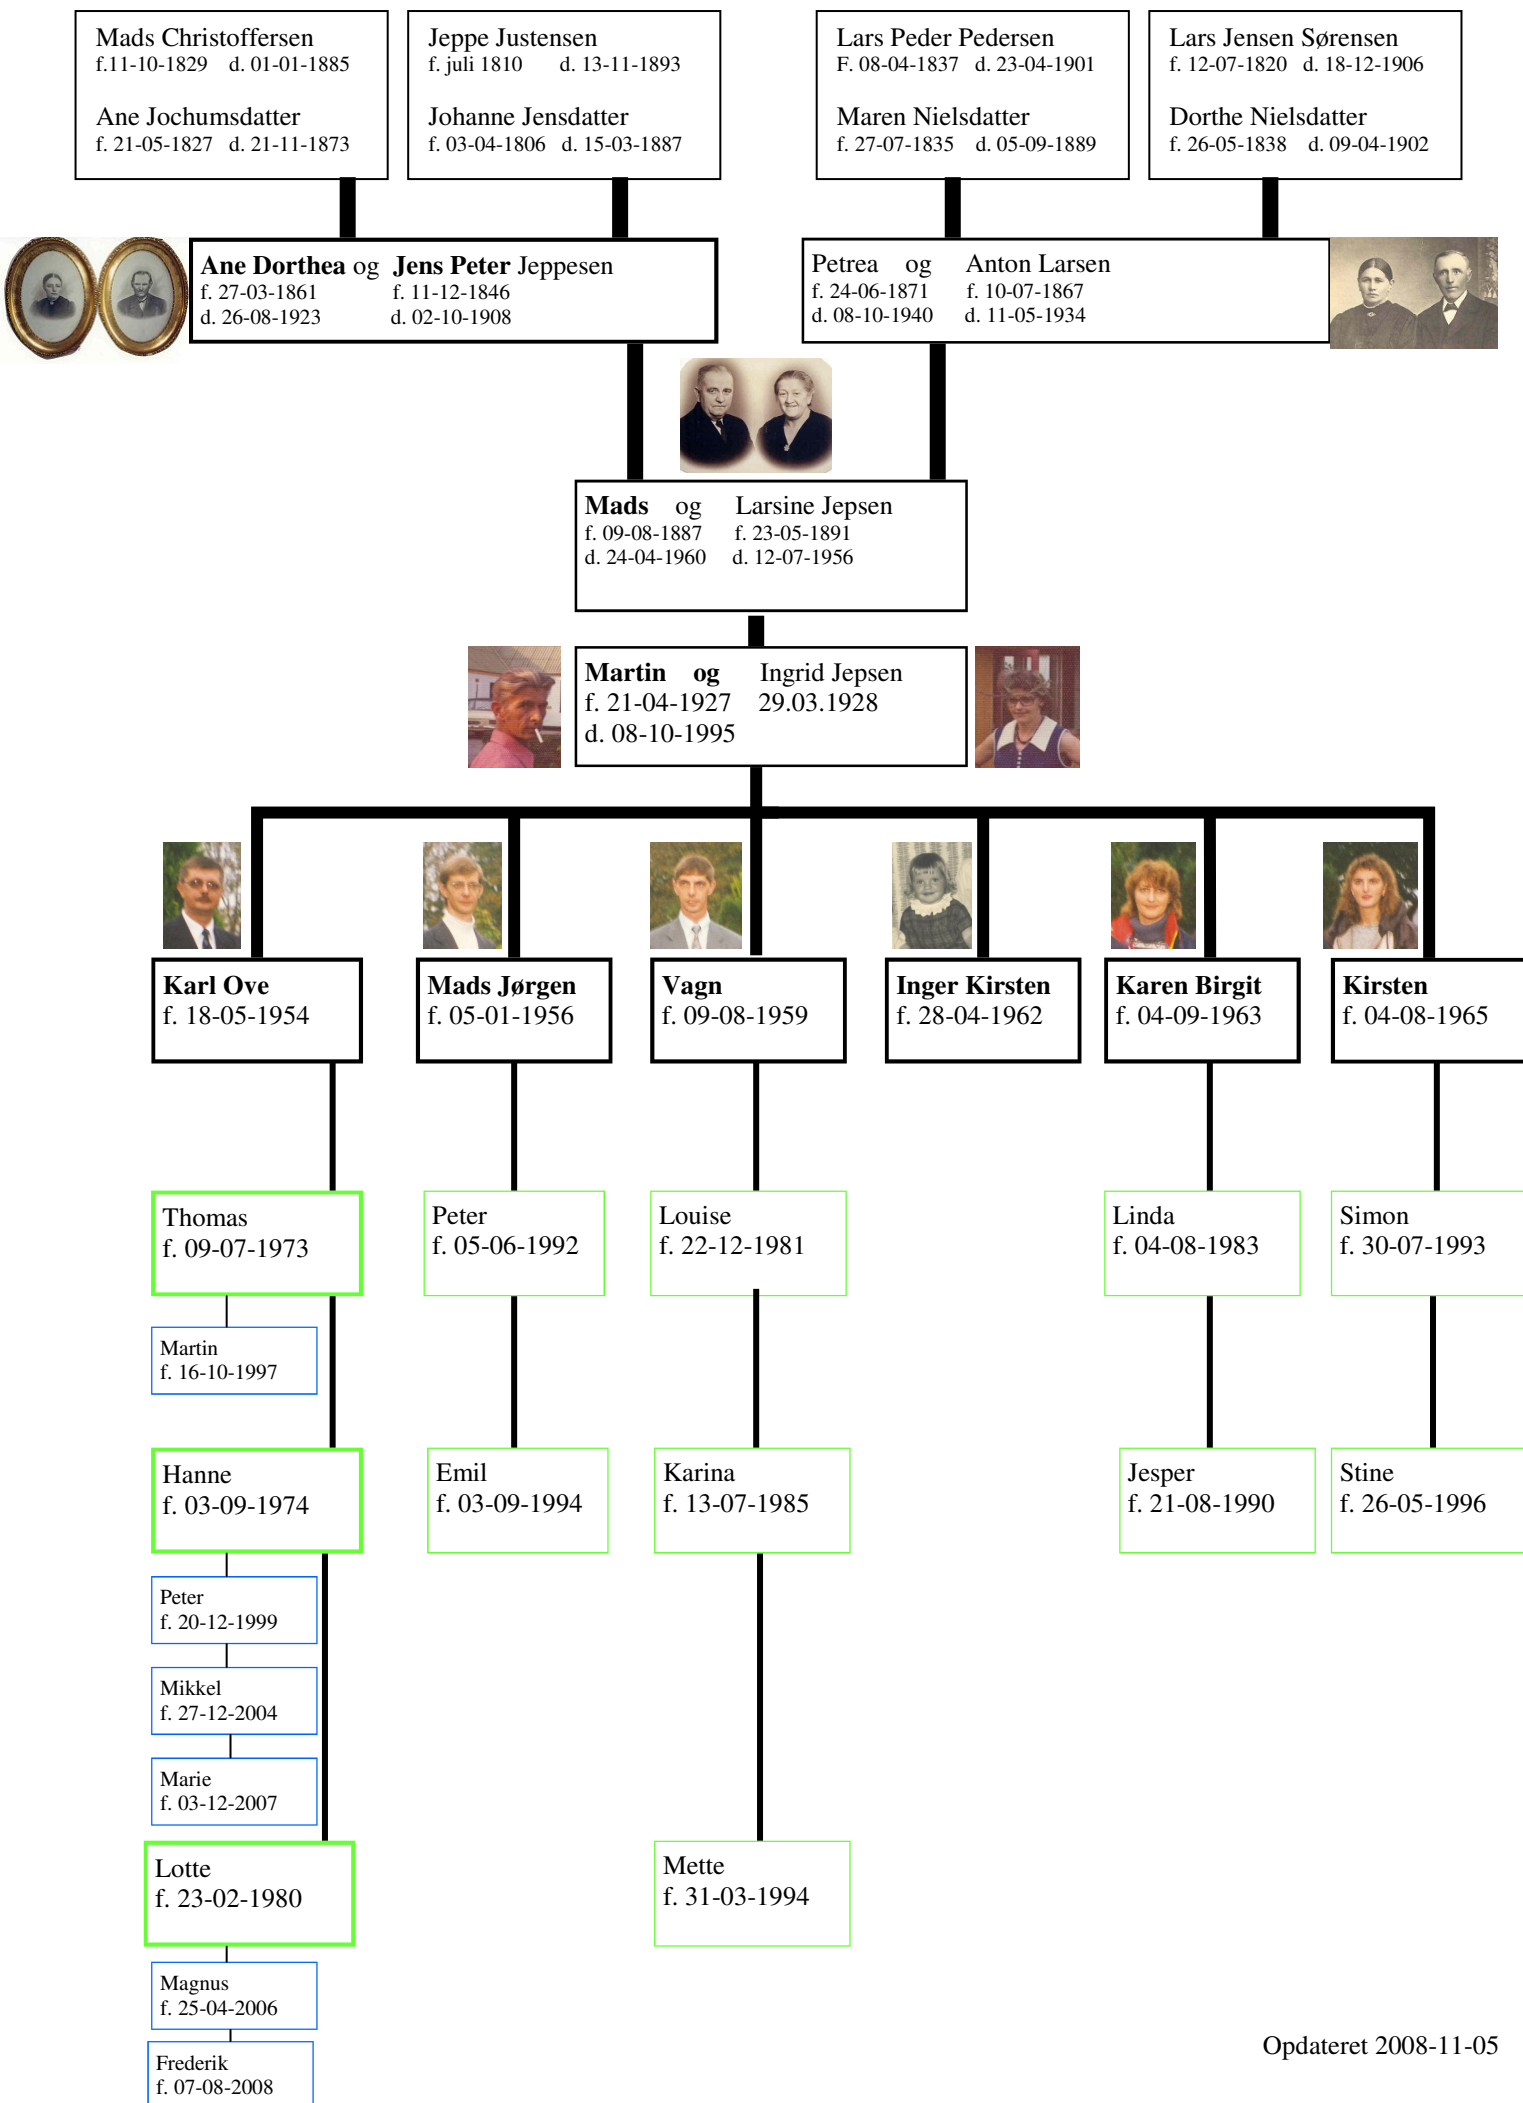 Mads Christoffersen
f.11-10-1829 d. 01-01-1885
Ane Jochumsdatter
f. 21-05-1827 d. 21-11-1873
Jeppe Justensen
f. juli 1810 d. 13-11-1893
Johanne Jensdatter
f. 03-04-1806 d. 15-03-1887
Lars Peder Pedersen
F. 08-04-1837 d. 23-04-1901
Maren Nielsdatter
f. 27-07-1835 d. 05-09-1889
Lars Jensen Sørensen
f. 12-07-1820 d. 18-12-1906
Dorthe Nielsdatter
f. 26-05-1838 d. 09-04-1902
Ane Dorthea og Jens Peter Jeppesen
f. 27-03-1861 f. 11-12-1846
d. 26-08-1923 d. 02-10-1908
Petrea og Anton Larsen
f. 24-06-1871 f. 10-07-1867
d. 08-10-1940 d. 11-05-1934
Mads og Larsine Jepsen
f. 09-08-1887 f. 23-05-1891
d. 24-04-1960 d. 12-07-1956
Martin og Ingrid Jepsen
f. 21-04-1927 29.03.1928
d. 08-10-1995
Karl Ove
f. 18-05-1954
Mads Jørgen
f. 05-01-1956
Vagn
f. 09-08-1959
Inger Kirsten
f. 28-04-1962
Karen Birgit
f. 04-09-1963
Kirsten
f. 04-08-1965
Thomas
f. 09-07-1973
Peter
f. 05-06-1992
Louise
f. 22-12-1981
Linda
f. 04-08-1983
Simon
f. 30-07-1993
Martin
f. 16-10-1997
Hanne
f. 03-09-1974
Emil
f. 03-09-1994
Karina
f. 13-07-1985
Jesper
f. 21-08-1990
Stine
f. 26-05-1996
Peter
f. 20-12-1999
Mikkel
f. 27-12-2004
Marie
f. 03-12-2007
Lotte
f. 23-02-1980
Mette
f. 31-03-1994
Magnus
f. 25-04-2006
Frederik
f. 07-08-2008
Opdateret 2008-11-05